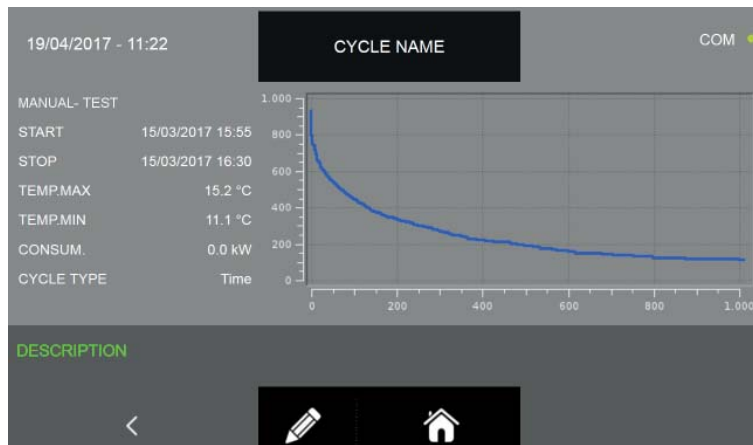 19/04/2017 - 11:22
CYCLE NAME
COM
MANUAL- TEST
START 15/03/2017 15:55
STOP 15/03/2017 16:30
TEMP.MAX 15.2 °C
TEMP.MIN 11.1 °C
CONSUM. 0.0 kW
CYCLE TYPE Time
1.000
800
600
400
200
0
0 200 400 600 800 1.000
DESCRIPTION